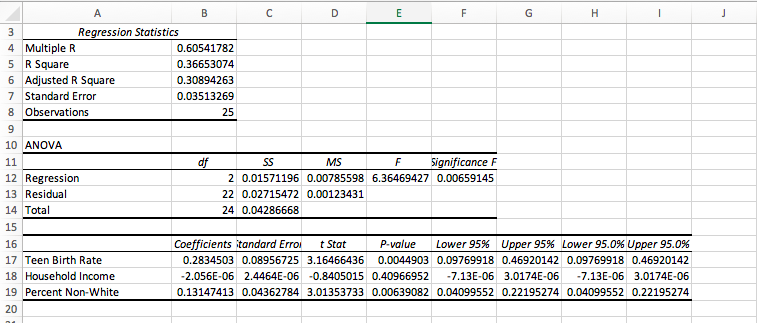 A B C D E F G H I J
3 Regression Statistics
4 Multiple R 0.60541782
5 R Square 0.36653074
6 Adjusted R Square 0.30894263
7 Standard Error 0.03513269
8 Observations 25
9
10 ANOVA
11 df SS MS F Significance F
12 Regression 2 0.01571196 0.00785598 6.36469427 0.00659145
13 Residual 22 0.02715472 0.00123431
14 Total 24 0.04286668
15
16 Coefficients Standard Error t Stat P-value Lower 95% Upper 95% Lower 95.0% Upper 95.0%
17 Teen Birth Rate 0.2834503 0.08956725 3.16466436 0.0044903 0.09769918 0.46920142 0.09769918 0.46920142
18 Household Income -2.056E-06 2.4464E-06 -0.8405015 0.40966952 -7.13E-06 3.0174E-06 -7.13E-06 3.0174E-06
19 Percent Non-White 0.13147413 0.04362784 3.01353733 0.00639082 0.04099552 0.22195274 0.04099552 0.22195274
20